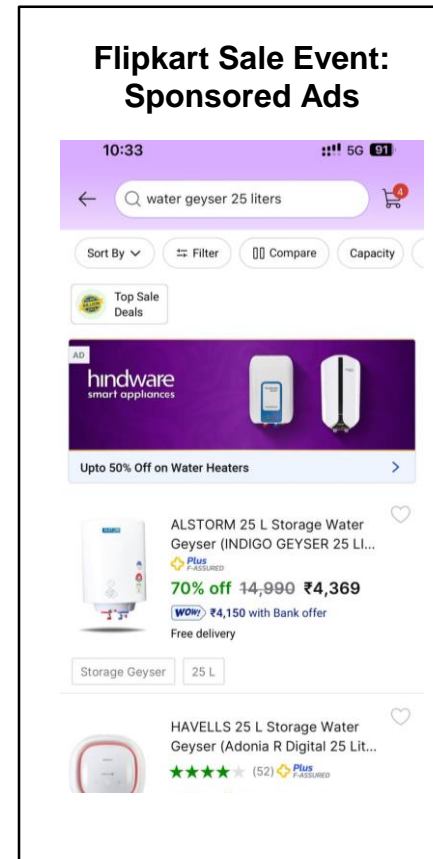 Flipkart Sale Event:
Sponsored Ads
10:33
5G 91
water geyser 25 liters
4
Sort By
Filter
Compare
Capacity
Top Sale
Deals
AD
hindware
smart appliances
Upto 50% Off on Water Heaters
ALSTORM 25 L Storage Water
Geyser (INDIGO GEYSER 25 LI...
Plus
F-ASSURED
70% off 14,990 ₹4,369
WOW! ₹4,150 with Bank offer
Free delivery
Storage Geyser
25 L
HAVELLS 25 L Storage Water
Geyser (Adonia R Digital 25 Lit...
(52) Plus
F-ASSURED